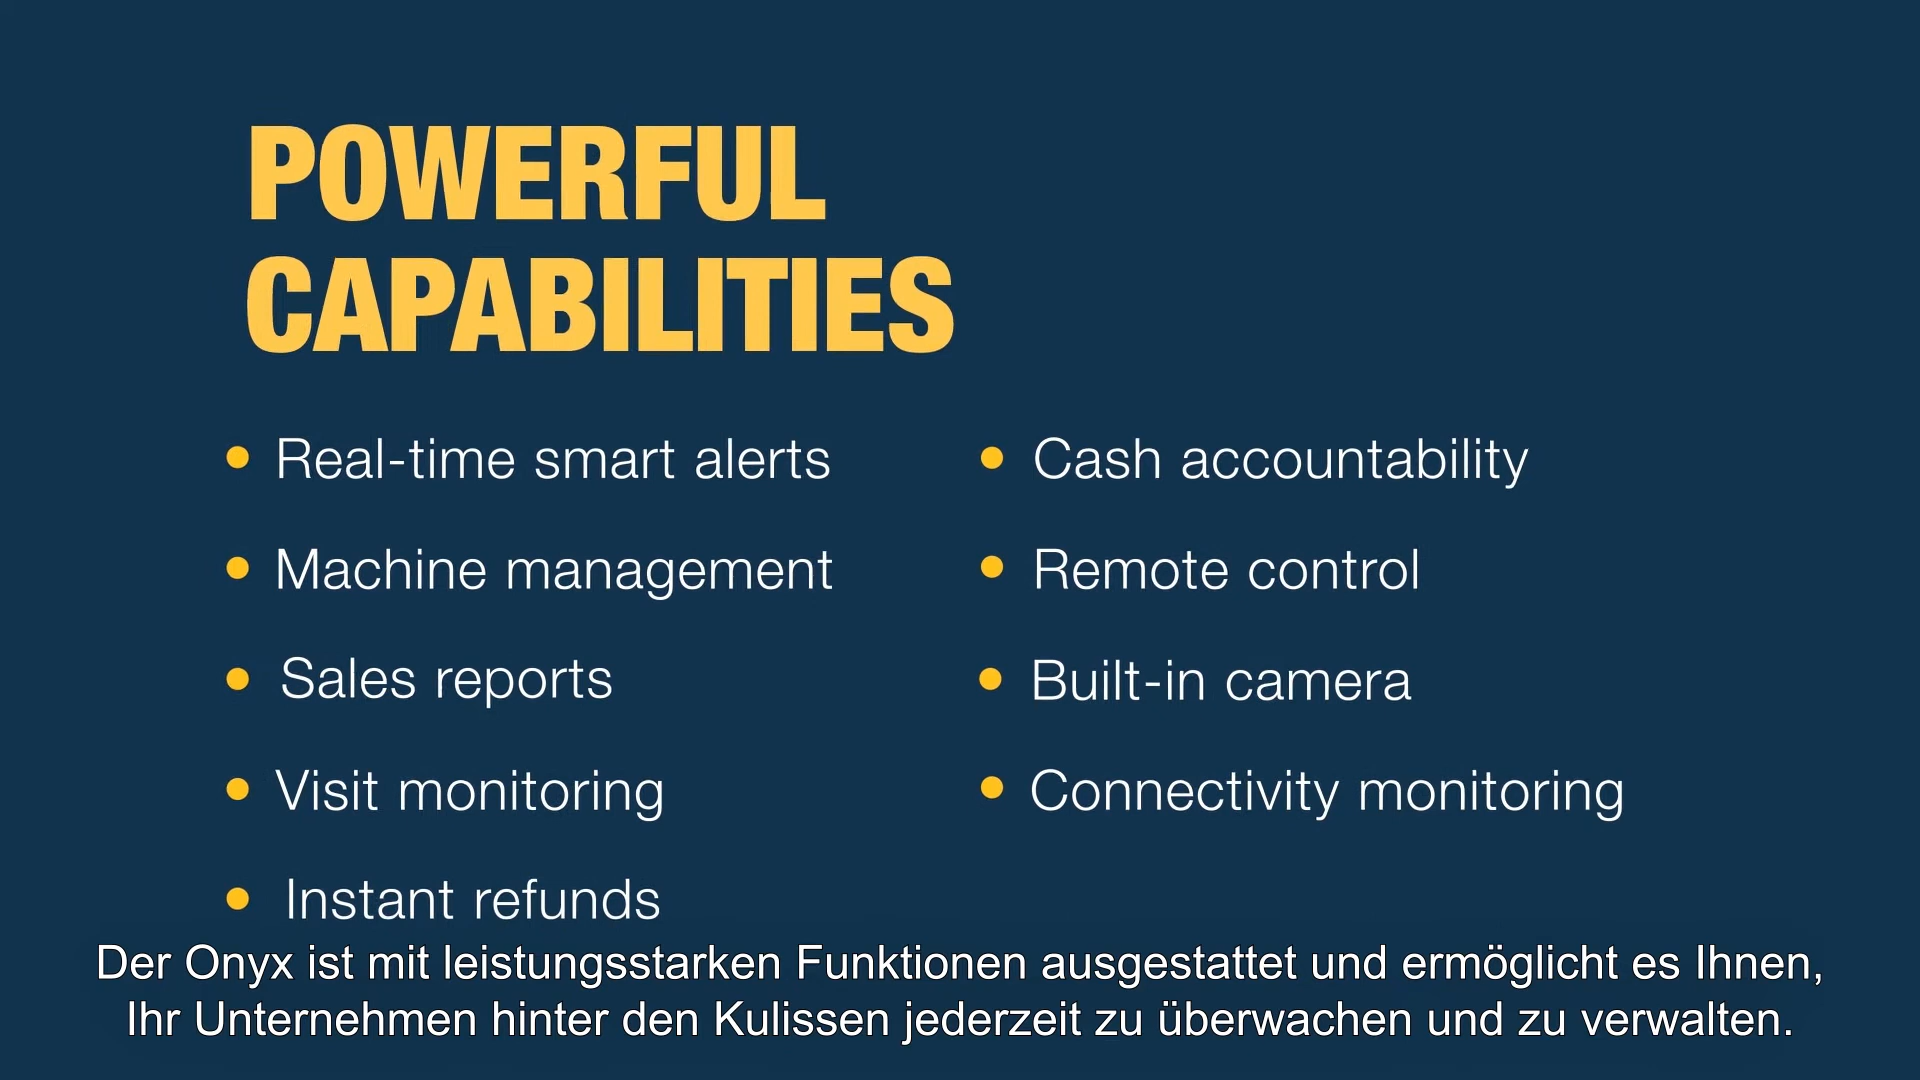 POWERFUL
CAPABILITIES
Real-time smart alerts
Machine management
Sales reports
Visit monitoring
Instant refunds
Cash accountability
Remote control
Built-in camera
Connectivity monitoring
Der Onyx ist mit leistungsstarken Funktionen ausgestattet und ermöglicht es Ihnen,
Ihr Unternehmen hinter den Kulissen jederzeit zu überwachen und zu verwalten.